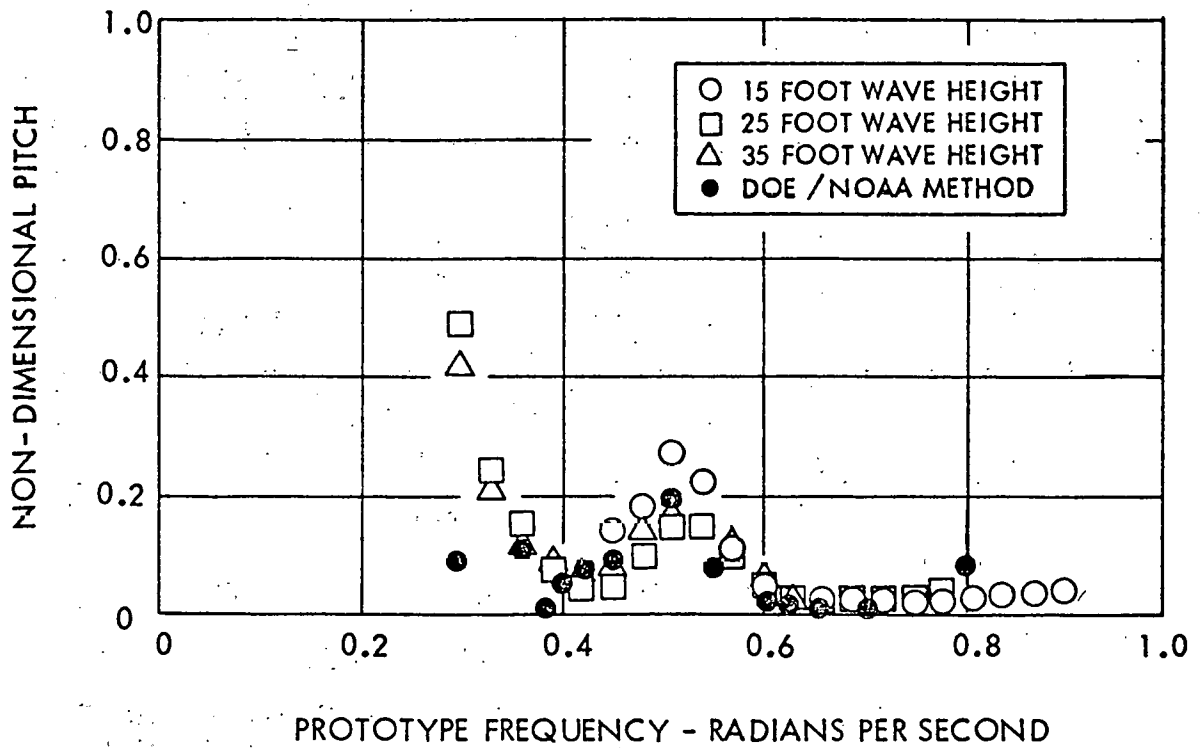 NON-DIMENSIONAL PITCH
1.0
0.8
0.6
0.4
0.2
0
○ 15 FOOT WAVE HEIGHT
□ 25 FOOT WAVE HEIGHT
△ 35 FOOT WAVE HEIGHT
● DOE/NOAA METHOD
0 0.2 0.4 0.6 0.8 1.0
PROTOTYPE FREQUENCY - RADIANS PER SECOND